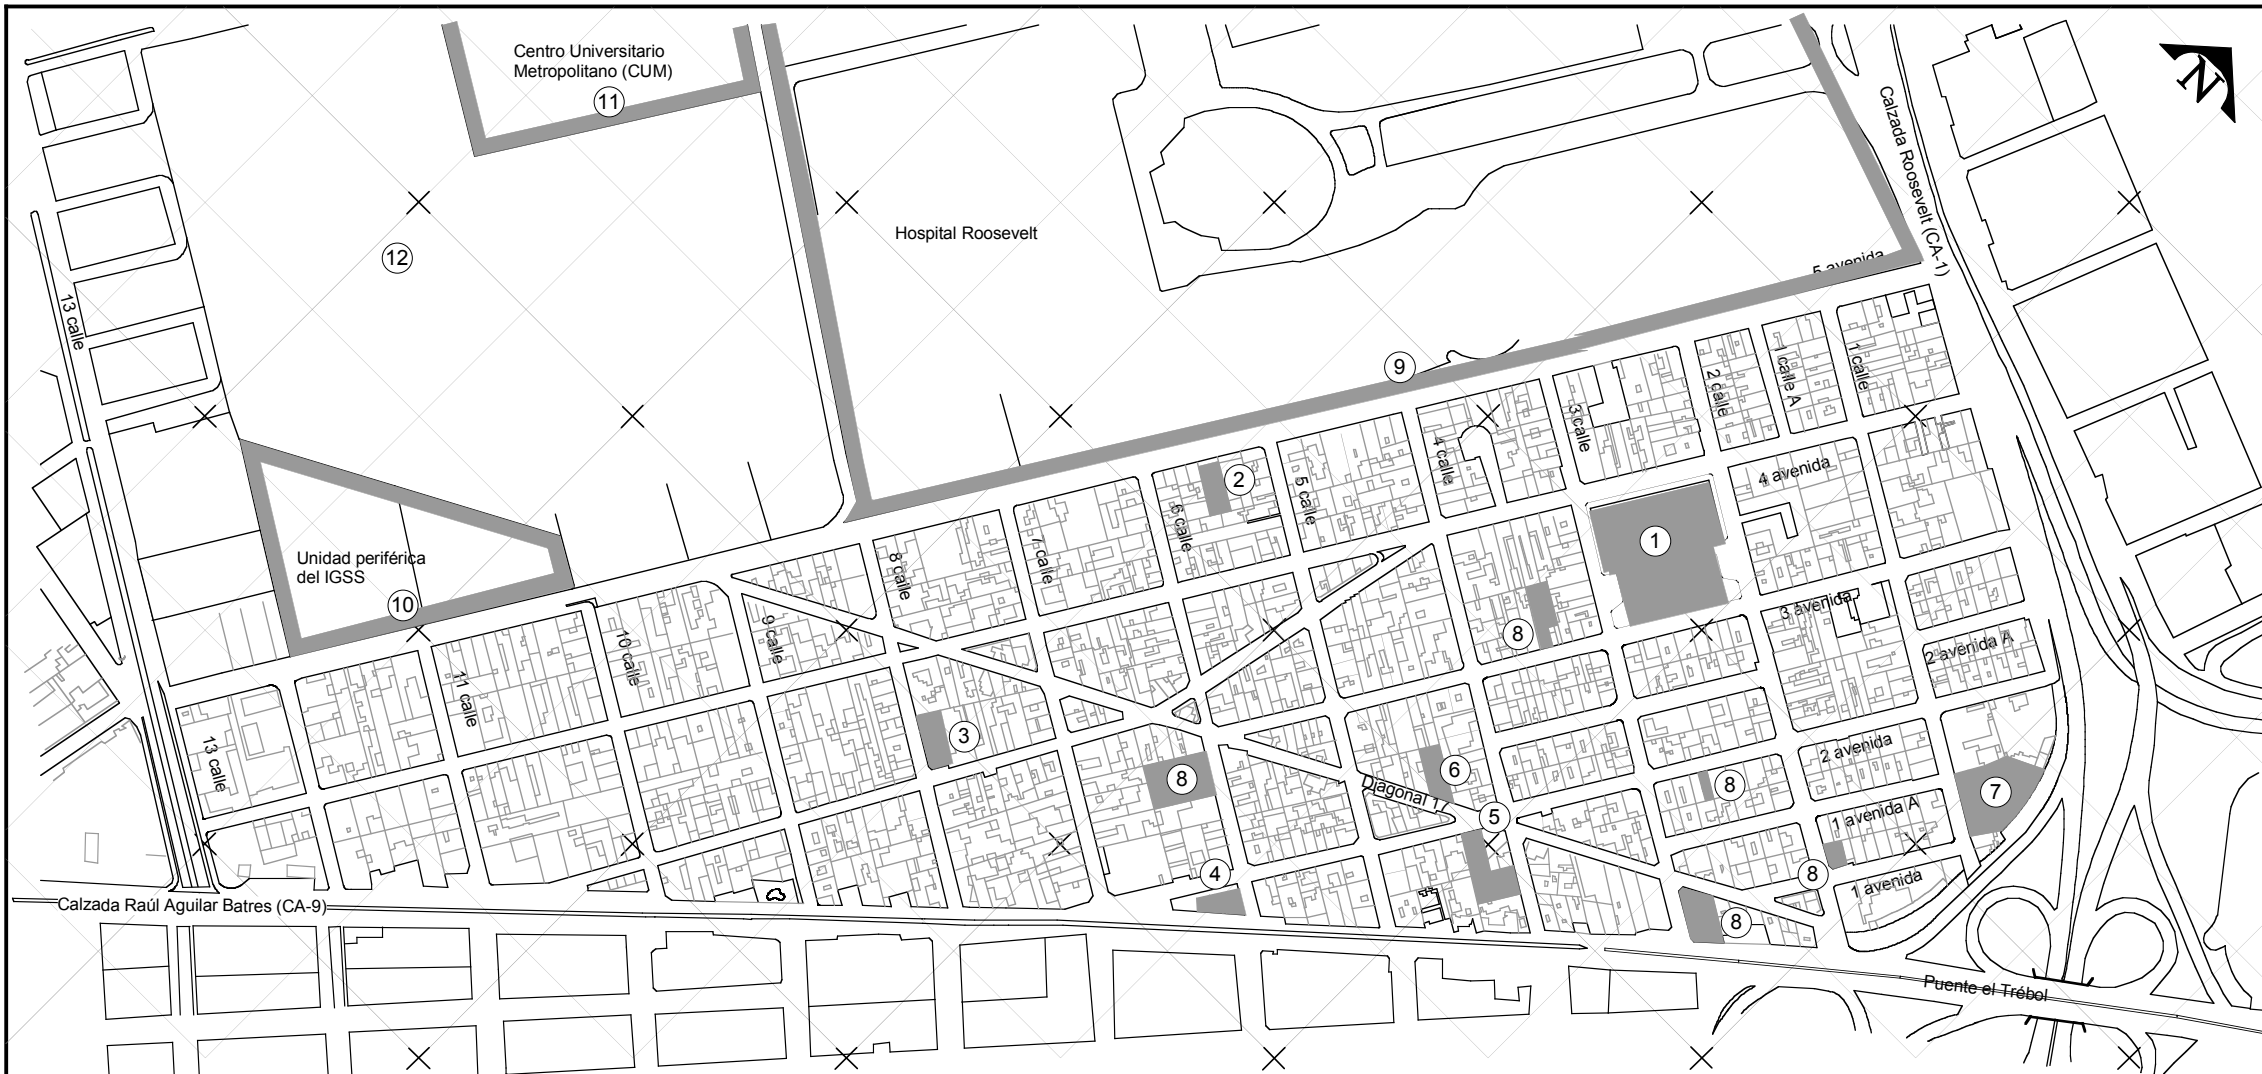 Centro Universitario
Metropolitano (CUM)
11
N
Calzada Roosevelt (CA-1)
Hospital Roosevelt
12
5 avenida
13 calle
9
1 calle
1 calle A
2 calle
3 calle
4 calle
4 avenida
2
5 calle
6 calle
1
7 calle
8 calle
Unidad periférica
del IGSS
10
3 avenida
8
9 calle
10 calle
2 avenida A
11 calle
3
13 calle
2 avenida
6
8
8
7
Diagonal 17
5
1 avenida A
4
8
1 avenida
Calzada Raúl Aguilar Batres (CA-9)
8
Puente el Trébol